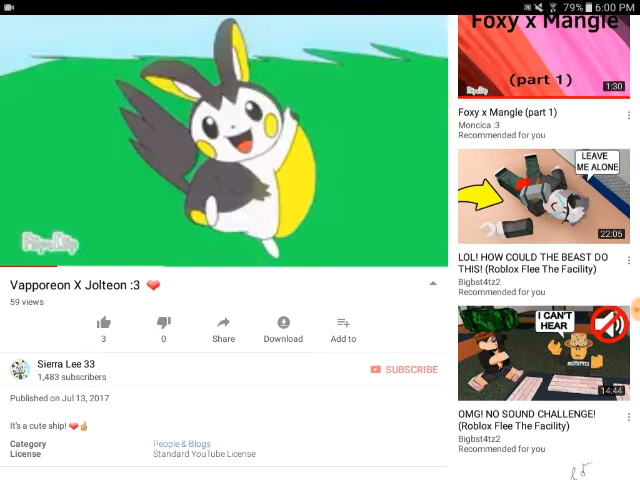 79% 6:00 PM
Foxy x Mangle
(part 1)
FlipaClip
1:30
Foxy x Mangle (part 1)
Moncica :3
Recommended for you
LEAVE
ME ALONE
22:05
LOL! HOW COULD THE BEAST DO
THIS! (Roblox Flee The Facility)
Bigbst4tz2
Recommended for you
I CAN'T
HEAR
14:44
OMG! NO SOUND CHALLENGE!
(Roblox Flee The Facility)
Bigbst4tz2
Recommended for you
FlipaClip
Vapporeon X Jolteon :3 ❤
59 views
3
0
Share
Download
Add to
Sierra Lee 33
1,483 subscribers
SUBSCRIBE
Published on Jul 13, 2017
It's a cute ship! ❤👍
Category People & Blogs
License Standard YouTube License